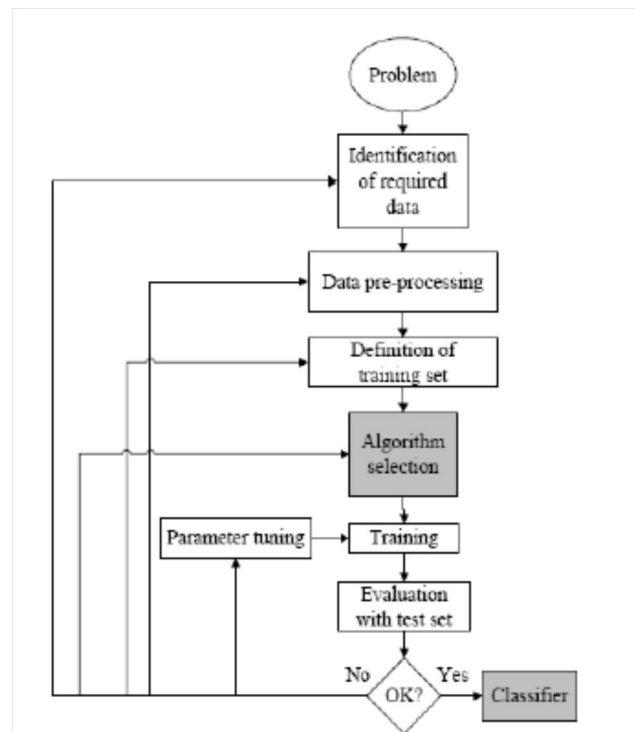 Problem
Identification
of required
data
Data pre-processing
Definition of
training set
Algorithm
selection
Parameter tuning
Training
Evaluation
with test set
No
Yes
OK?
Classifier